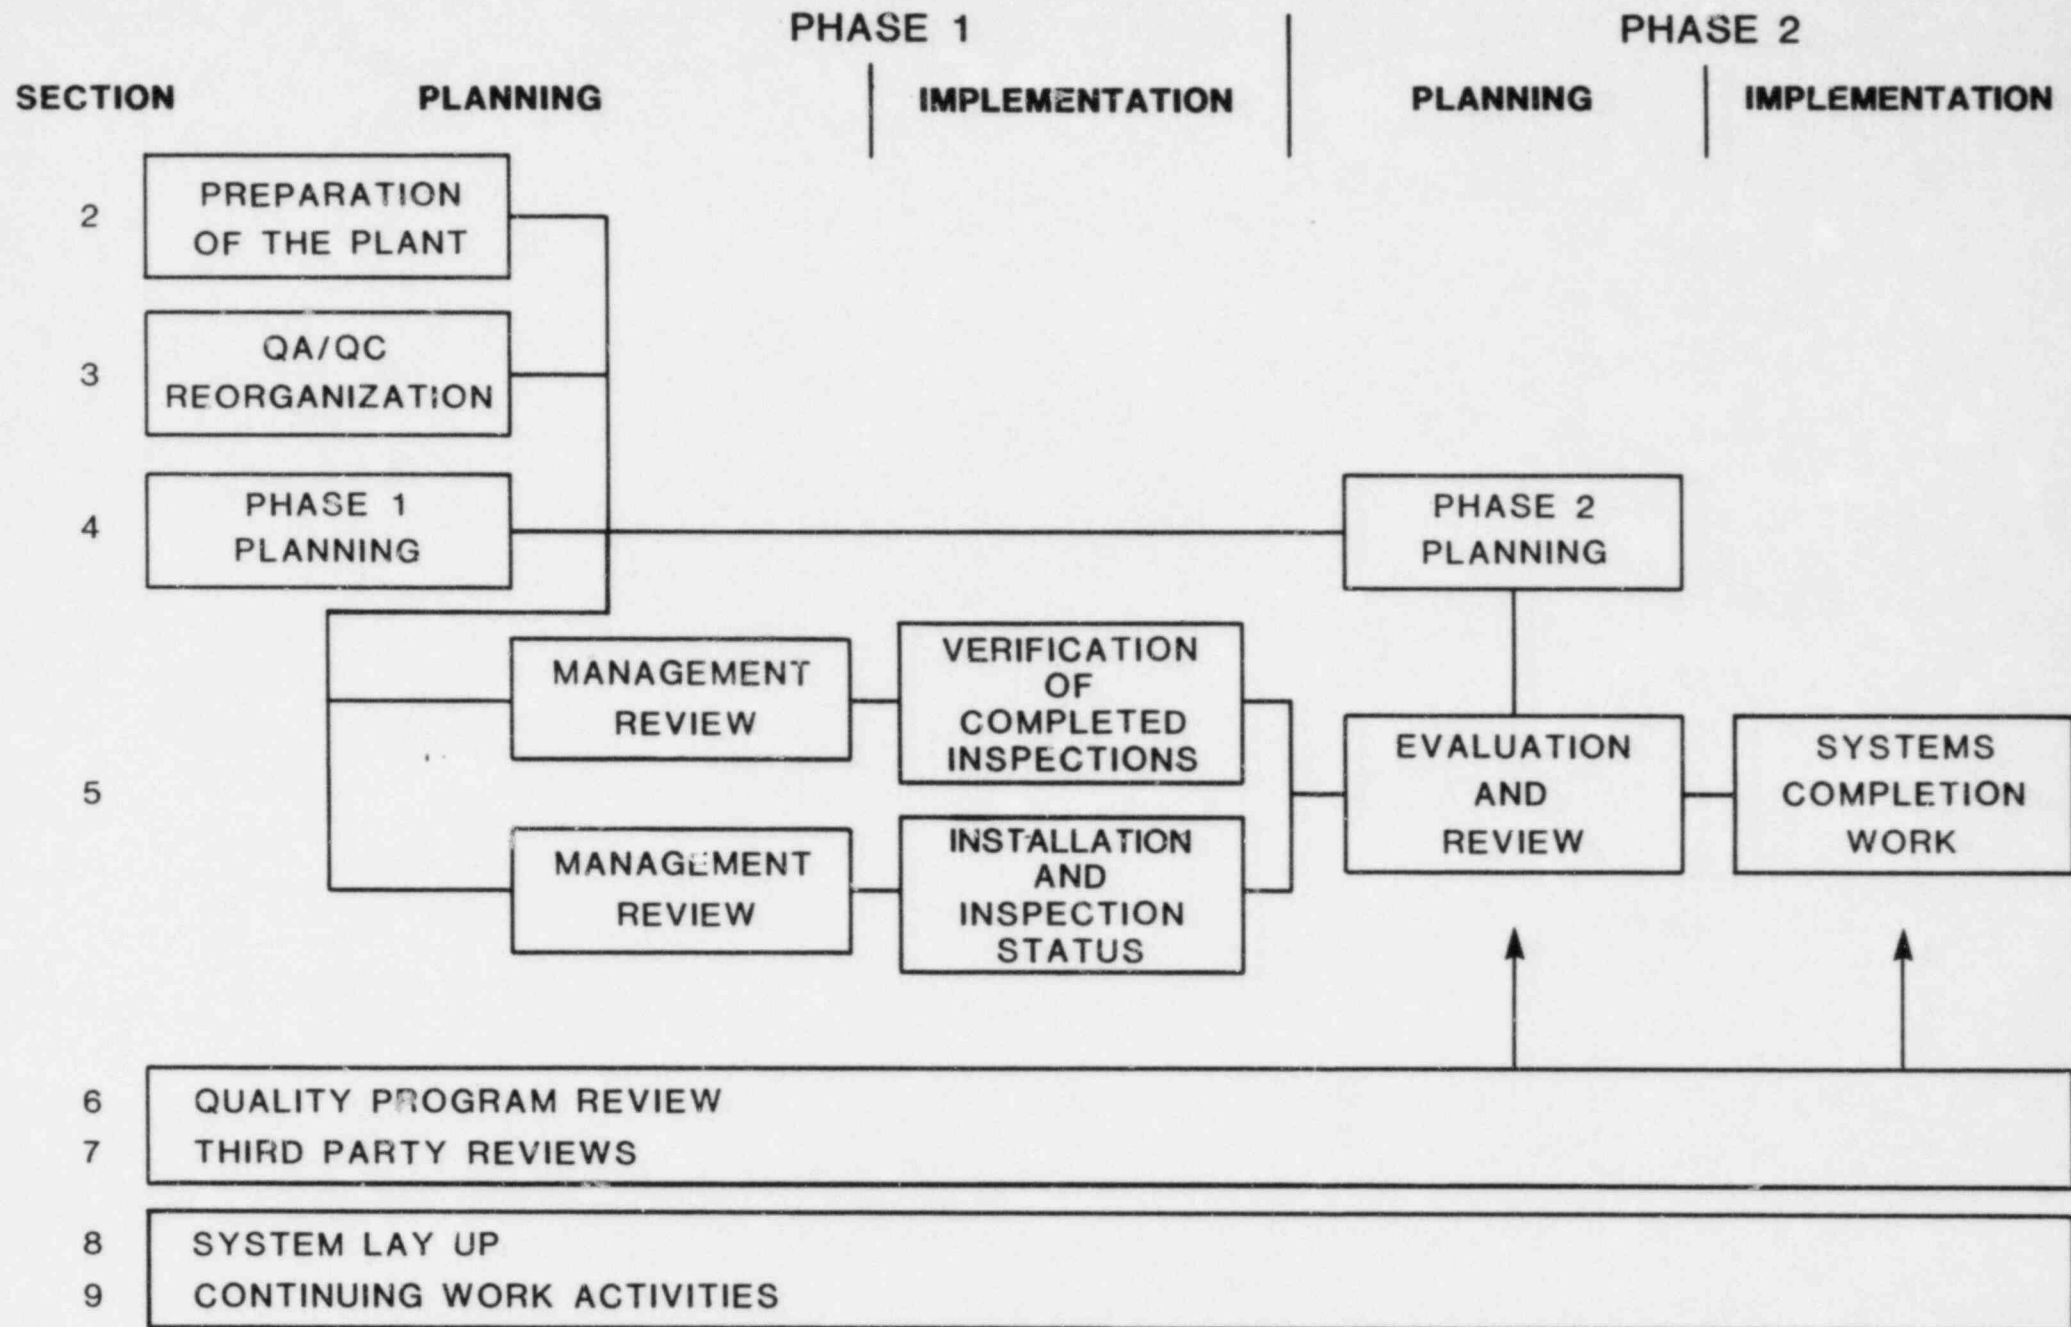 PHASE 1
PHASE 2
SECTION
PLANNING
IMPLEMENTATION
PLANNING
IMPLEMENTATION
2
PREPARATION
OF THE PLANT
3
QA/QC
REORGANIZATION
4
PHASE 1
PLANNING
PHASE 2
PLANNING
5
MANAGEMENT
REVIEW
VERIFICATION
OF
COMPLETED
INSPECTIONS
MANAGEMENT
REVIEW
INSTALLATION
AND
INSPECTION
STATUS
EVALUATION
AND
REVIEW
SYSTEMS
COMPLETION
WORK
6 QUALITY PROGRAM REVIEW
7 THIRD PARTY REVIEWS
8 SYSTEM LAY UP
9 CONTINUING WORK ACTIVITIES